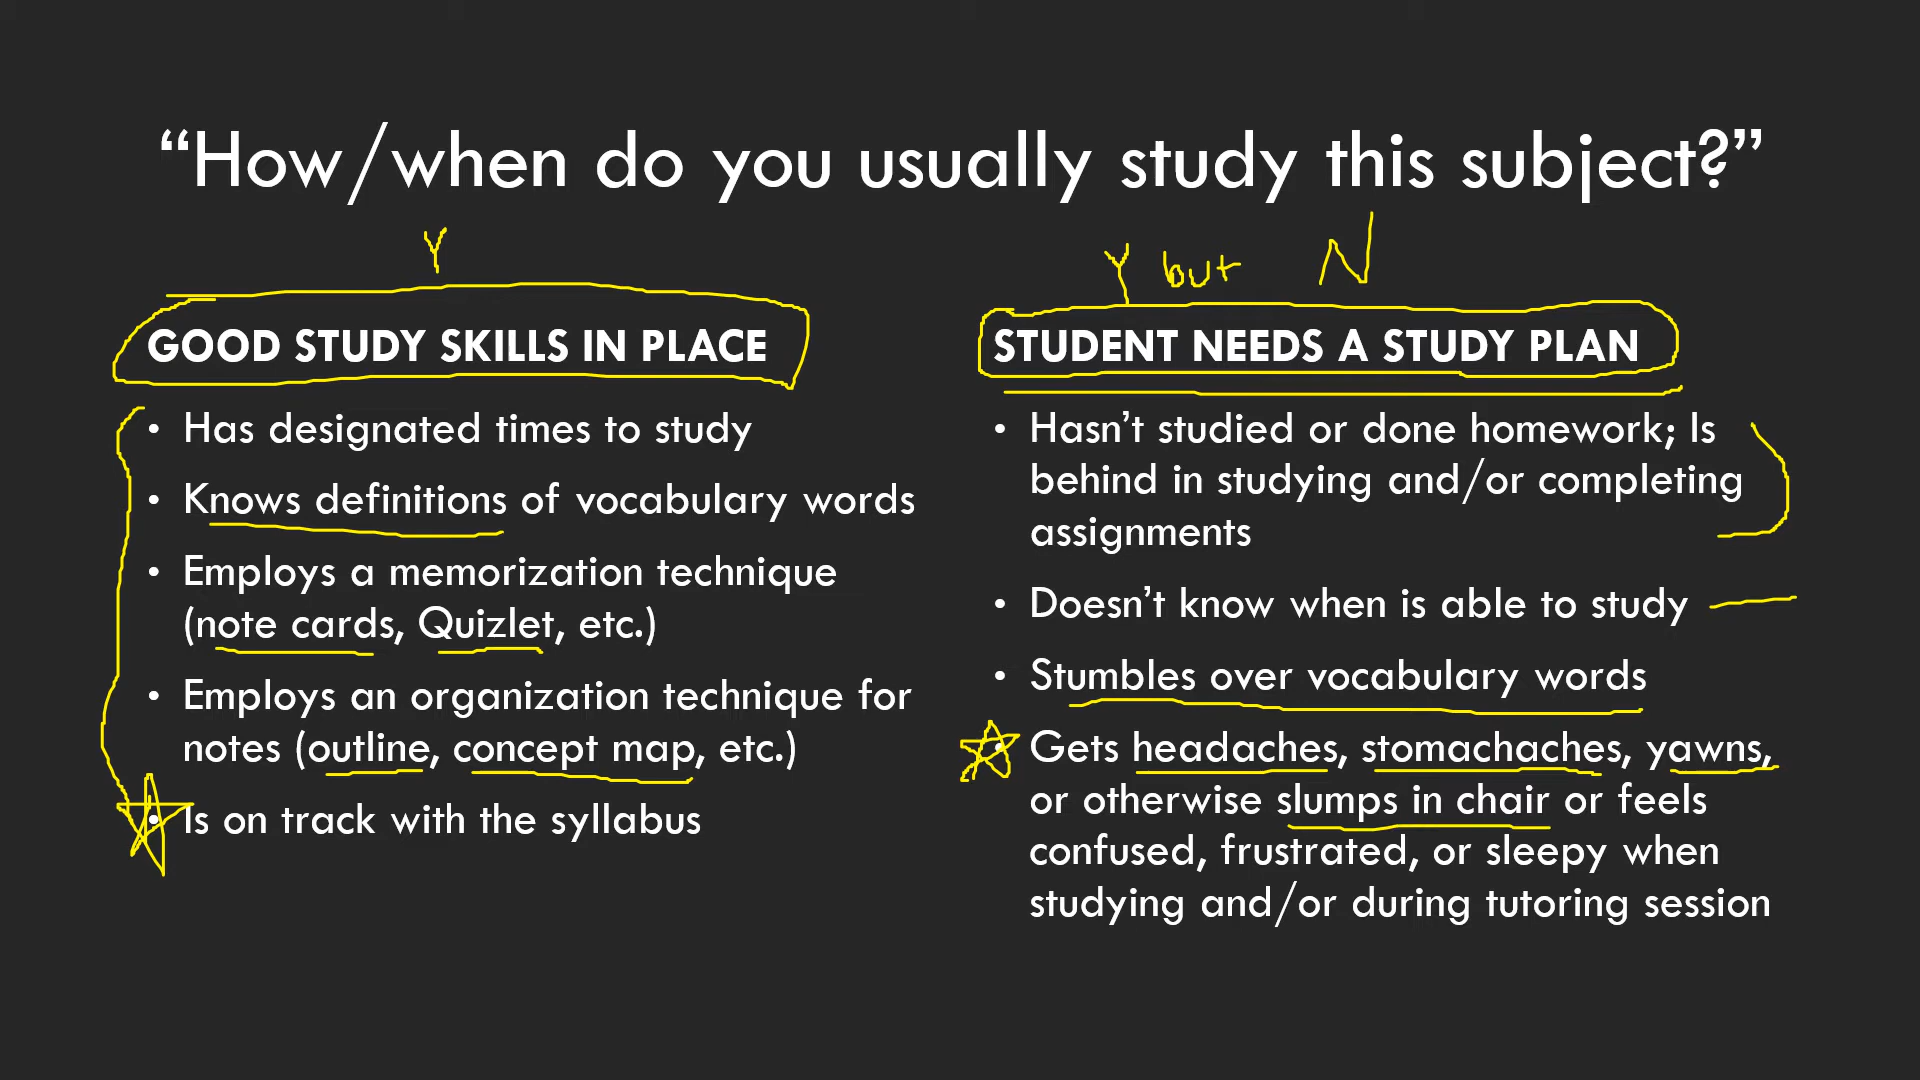 “How/when do you usually study this subject?”
Y
Y but N
GOOD STUDY SKILLS IN PLACE
• Has designated times to study
• Knows definitions of vocabulary words
• Employs a memorization technique
(note cards, Quizlet, etc.)
• Employs an organization technique for
notes (outline, concept map, etc.)
• Is on track with the syllabus
STUDENT NEEDS A STUDY PLAN
• Hasn’t studied or done homework; Is
behind in studying and/or completing
assignments
• Doesn’t know when is able to study
• Stumbles over vocabulary words
• Gets headaches, stomachaches, yawns,
or otherwise slumps in chair or feels
confused, frustrated, or sleepy when
studying and/or during tutoring session